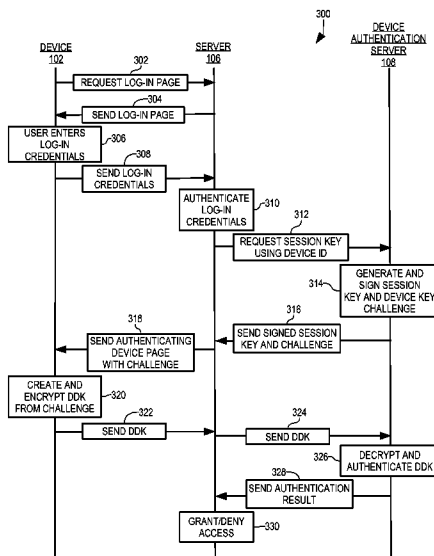 300
DEVICE
102
SERVER
106
DEVICE
AUTHENTICATION
SERVER
108
302
REQUEST LOG-IN PAGE
304
SEND LOG-IN PAGE
USER ENTERS
LOG-IN
CREDENTIALS
306
308
SEND LOG-IN
CREDENTIALS
AUTHENTICATE
LOG-IN
CREDENTIALS
310
312
REQUEST SESSION KEY
USING DEVICE ID
314
GENERATE AND
SIGN SESSION
KEY AND DEVICE KEY
CHALLENGE
316
SEND SIGNED SESSION
KEY AND CHALLENGE
318
SEND AUTHENTICATING
DEVICE PAGE
WITH CHALLENGE
CREATE AND
ENCRYPT DDK
FROM CHALLENGE
320
322
SEND DDK
324
SEND DDK
326
DECRYPT AND
AUTHENTICATE DDK
328
SEND AUTHENTICATION
RESULT
GRANT/DENY
ACCESS
330